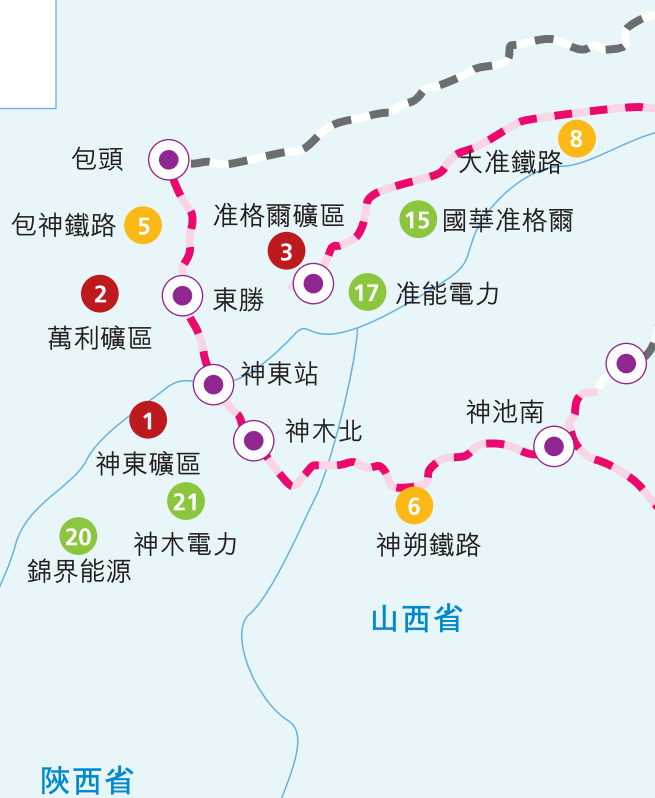 8
包頭
大准鐵路
准格爾礦區
15
國華准格爾
包神鐵路
5
3
2
17
准能電力
東勝
萬利礦區
神東站
1
神木北
神池南
神東礦區
21
6
20
神木電力
神朔鐵路
錦界能源
山西省
陝西省